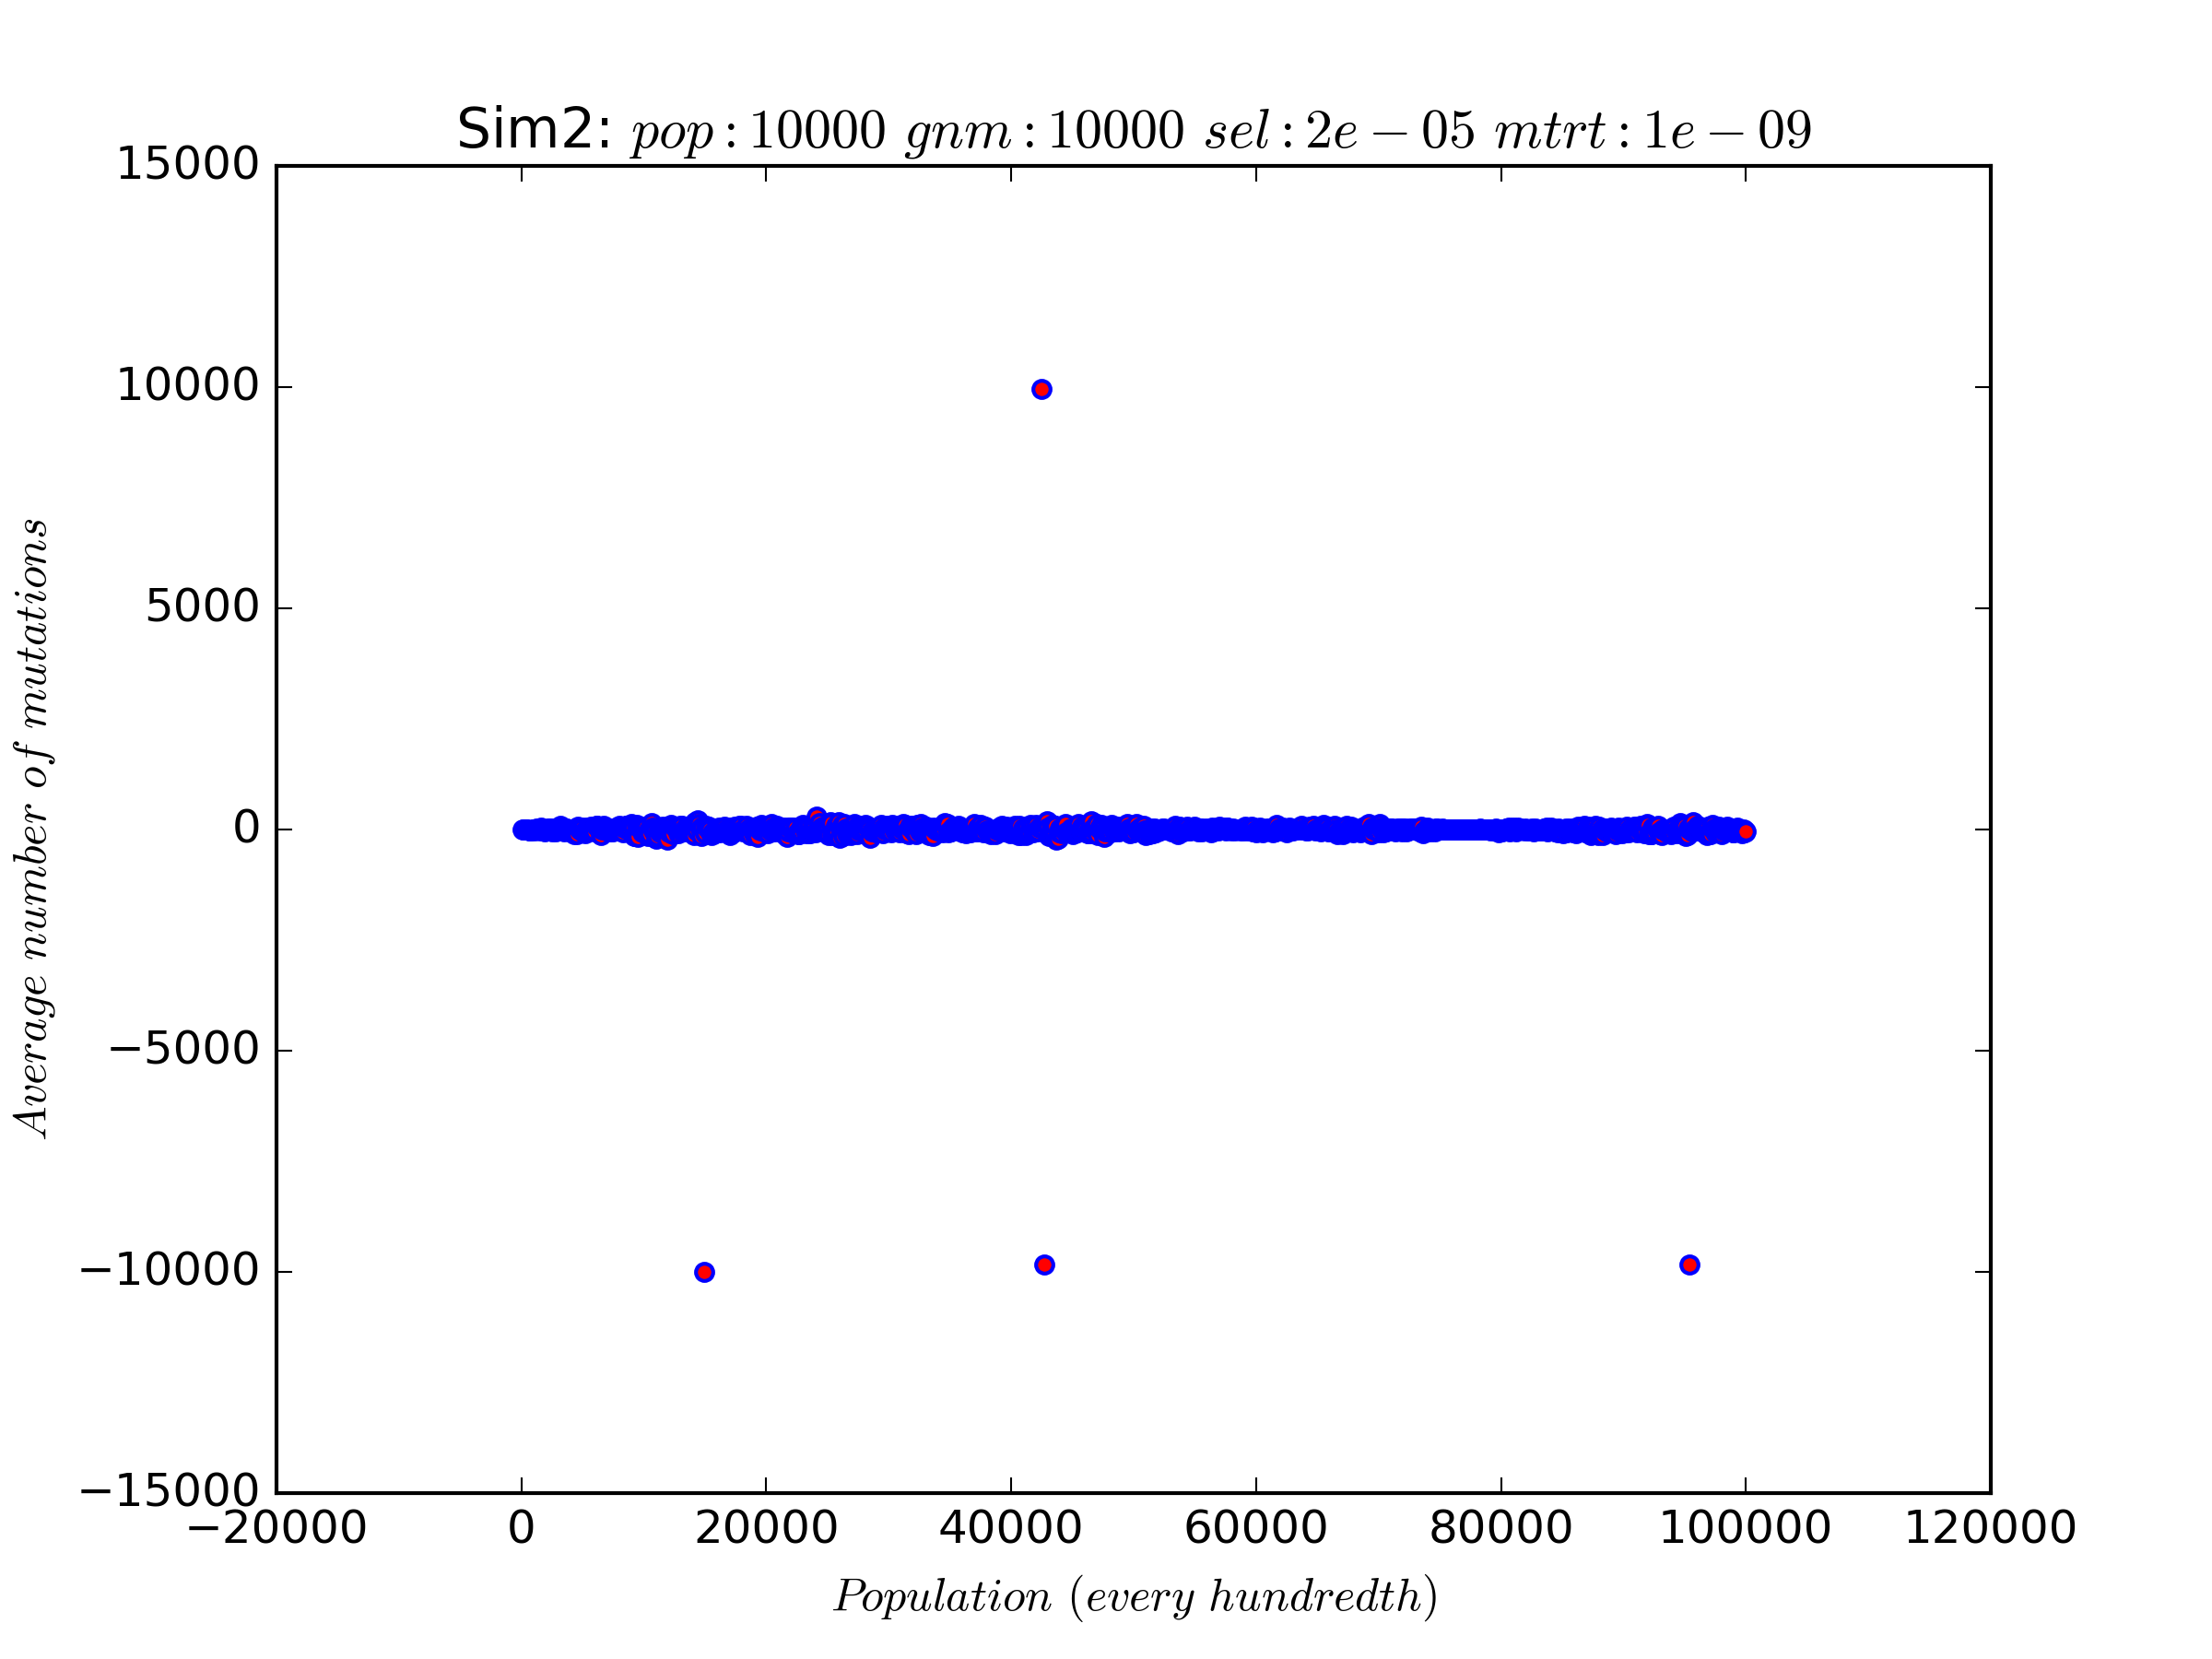 Sim2: pop : 10000 gnm : 10000 sel : 2e − 05 mtrt : 1e − 09
15000
10000
5000
0
−5000
−10000
−15000
Average number of mutations
−20000 0 20000 40000 60000 80000 100000 120000
Population (every hundredth)